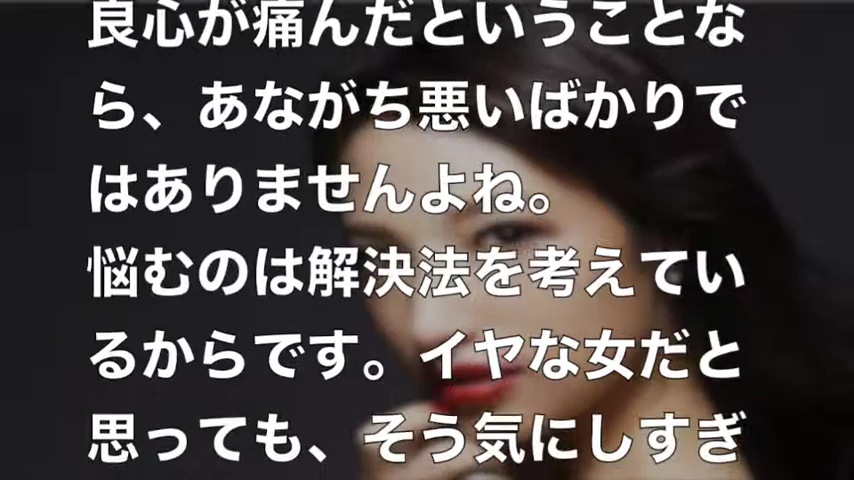 良心が痛んだということな
ら、あながち悪いばかりで
はありませんよね。
悩むのは解決法を考えてい
るからです。イヤな女だと
思っても、そう気にしすぎ